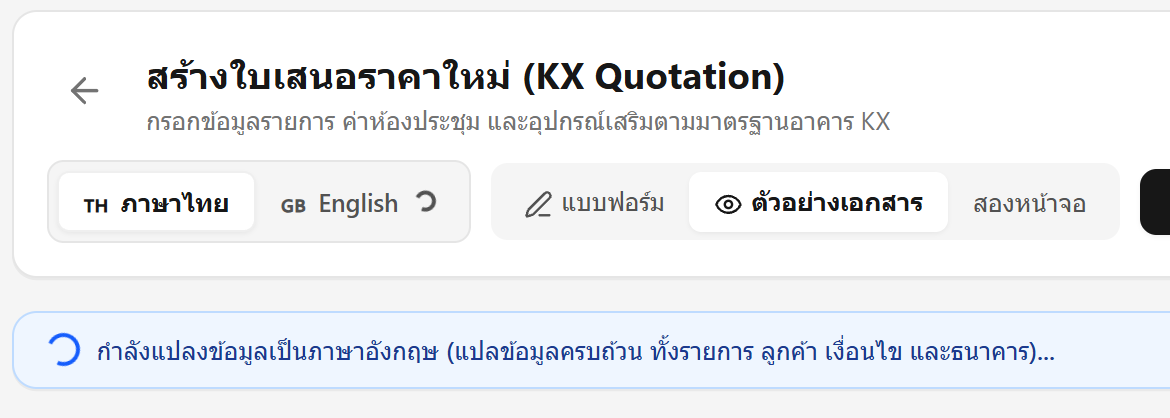 สร้างใบเสนอราคาใหม่ (KX Quotation)
กรอกข้อมูลรายการ ค่าห้องประชุม และอุปกรณ์เสริมตามมาตรฐานอาคาร KX
TH ภาษาไทย GB English แบบฟอร์ม ตัวอย่างเอกสาร สองหน้าจอ
กำลังแปลงข้อมูลเป็นภาษาอังกฤษ (แปลข้อมูลครบถ้วน ทั้งรายการ ลูกค้า เงื่อนไข และธนาคาร)...